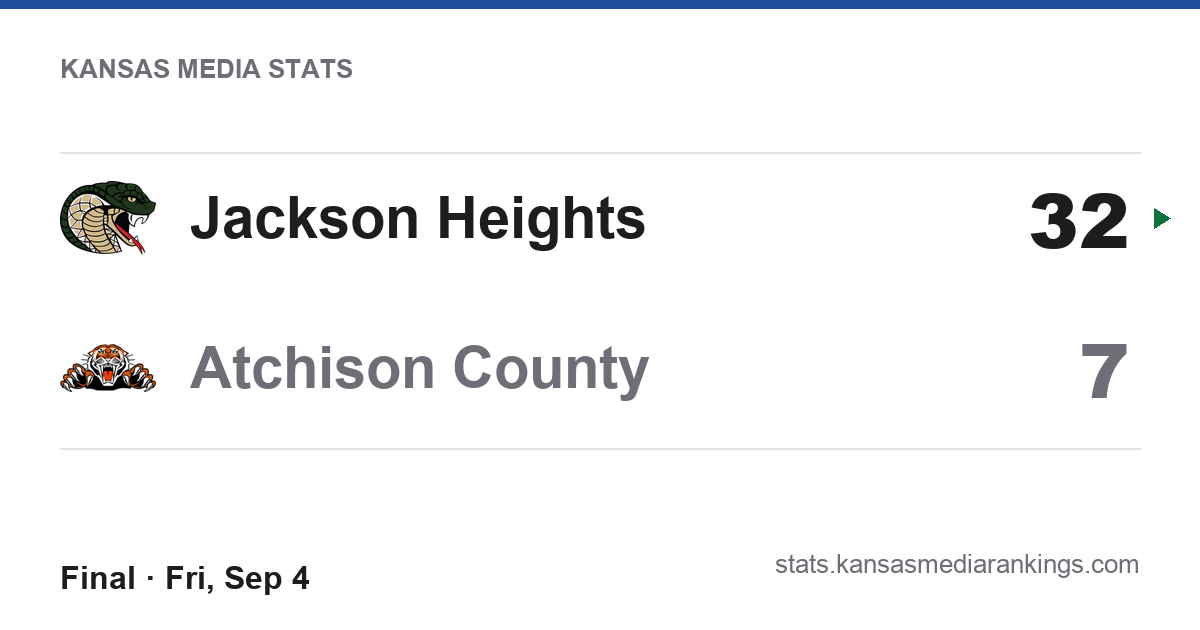 KANSAS MEDIA STATS
Jackson Heights 32
Atchison County 7
Final · Fri, Sep 4
stats.kansasmediarankings.com